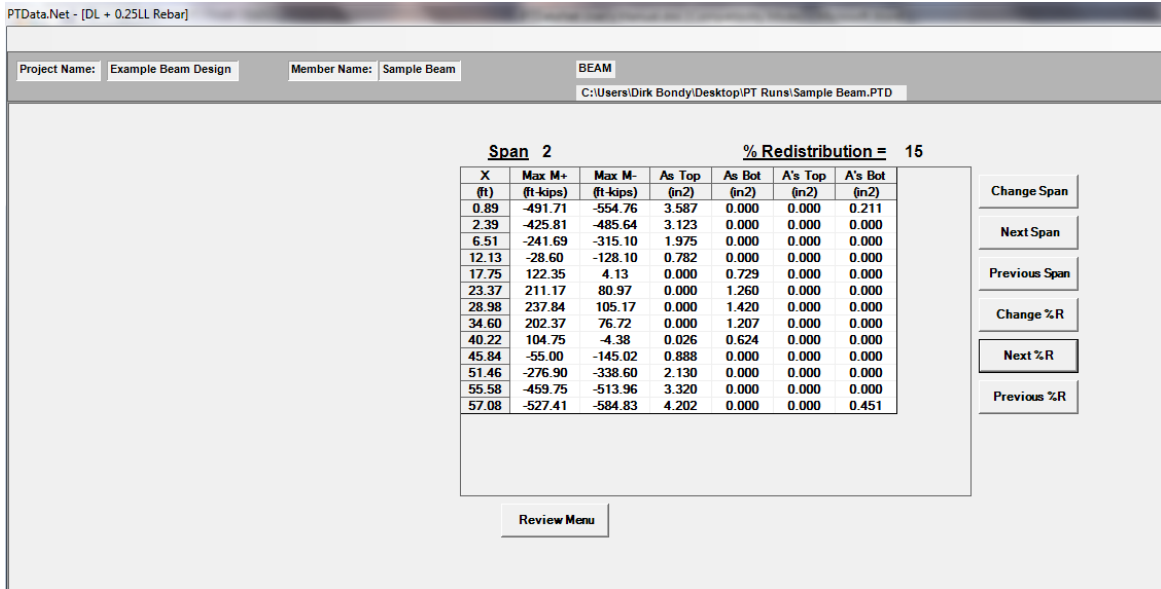 PTData.Net - [DL + 0.25LL Rebar]
Project Name: Example Beam Design Member Name: Sample Beam BEAM
C:\Users\Dirk Bondy\Desktop\PT Runs\Sample Beam.PTD
Span 2 % Redistribution = 15
X Max M+ Max M- As Top As Bot A's Top A's Bot
(ft) (ft-kips) (ft-kips) (in2) (in2) (in2) (in2)
0.89 -491.71 -554.76 3.587 0.000 0.000 0.211
2.39 -425.81 -485.64 3.123 0.000 0.000 0.000
6.51 -241.69 -315.10 1.975 0.000 0.000 0.000
12.13 -28.60 -128.10 0.782 0.000 0.000 0.000
17.75 122.35 4.13 0.000 0.729 0.000 0.000
23.37 211.17 80.97 0.000 1.260 0.000 0.000
28.98 237.84 105.17 0.000 1.420 0.000 0.000
34.60 202.37 76.72 0.000 1.207 0.000 0.000
40.22 104.75 -4.38 0.026 0.624 0.000 0.000
45.84 -55.00 -145.02 0.888 0.000 0.000 0.000
51.46 -276.90 -338.60 2.130 0.000 0.000 0.000
55.58 -459.75 -513.96 3.320 0.000 0.000 0.000
57.08 -527.41 -584.83 4.202 0.000 0.000 0.451
Change Span
Next Span
Previous Span
Change %R
Next %R
Previous %R
Review Menu